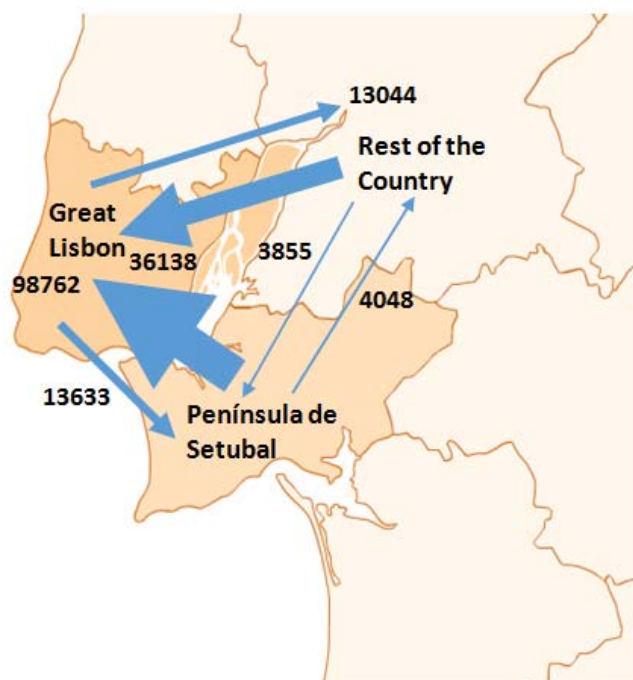 13044
Rest of the
Country
Great
Lisbon
36138
3855
98762
4048
13633
Península de
Setubal